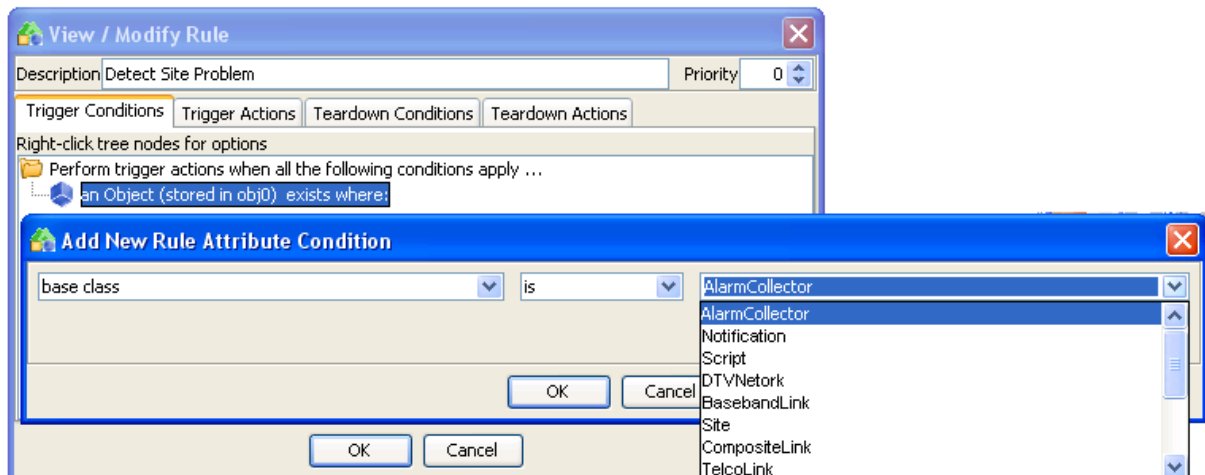 View / Modify Rule
Description Detect Site Problem Priority 0
Trigger Conditions Trigger Actions Teardown Conditions Teardown Actions
Right-click tree nodes for options
Perform trigger actions when all the following conditions apply ...
an Object (stored in obj0) exists where:
Add New Rule Attribute Condition
base class is AlarmCollector
AlarmCollector
Notification
Script
DTVNetork
BasebandLink
Site
CompositeLink
TelcoLink
OK Cancel
OK Cancel